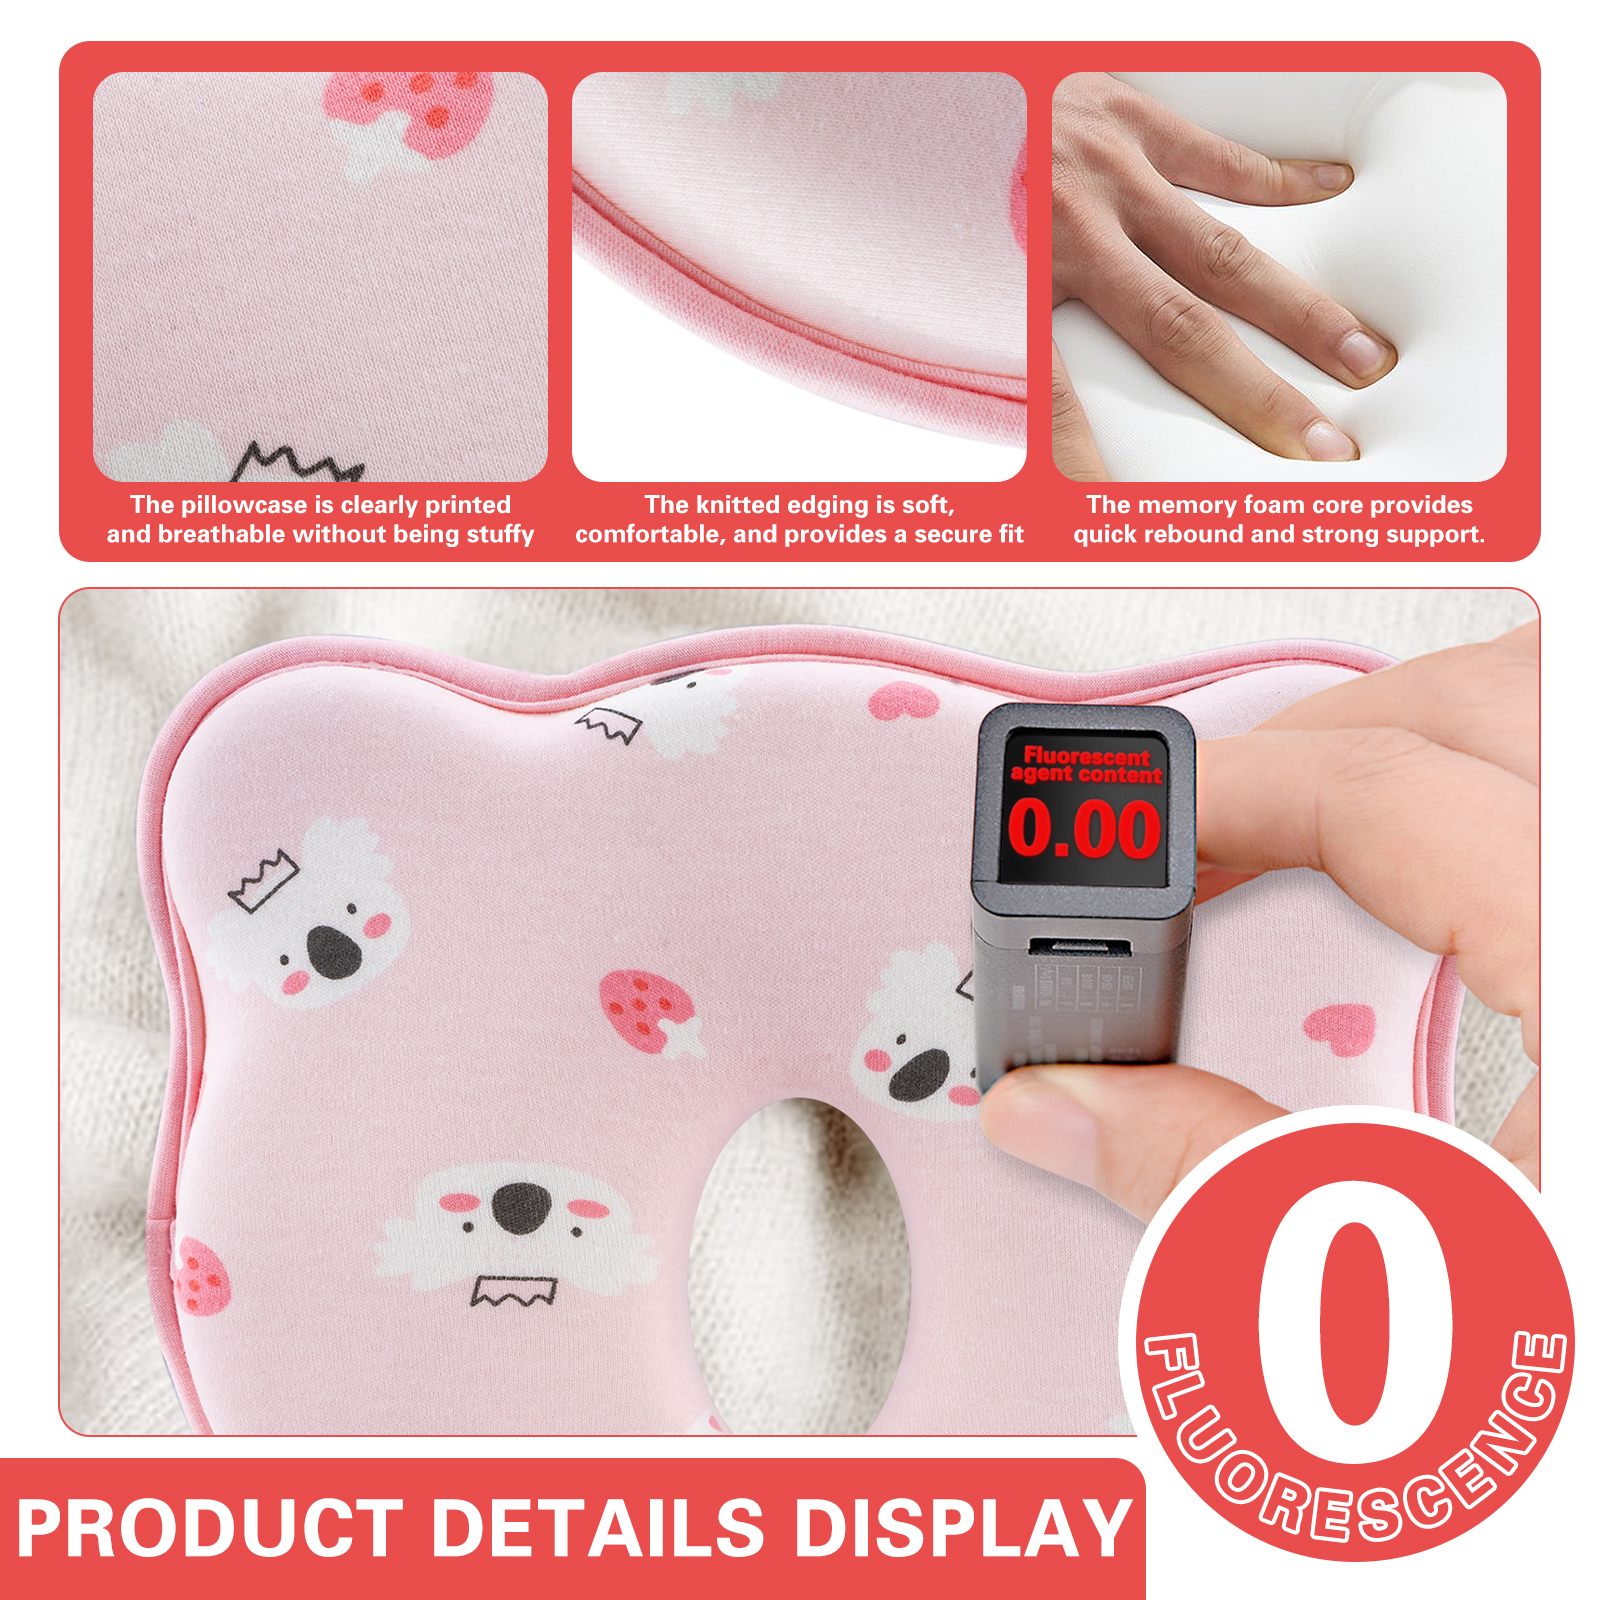 The pillowcase is clearly printed
and breathable without being stuffy
The knitted edging is soft,
comfortable, and provides a secure fit
The memory foam core provides
quick rebound and strong support.
Fluorescent
agent content
0.00
0
FLUORESCENCE
PRODUCT DETAILS DISPLAY